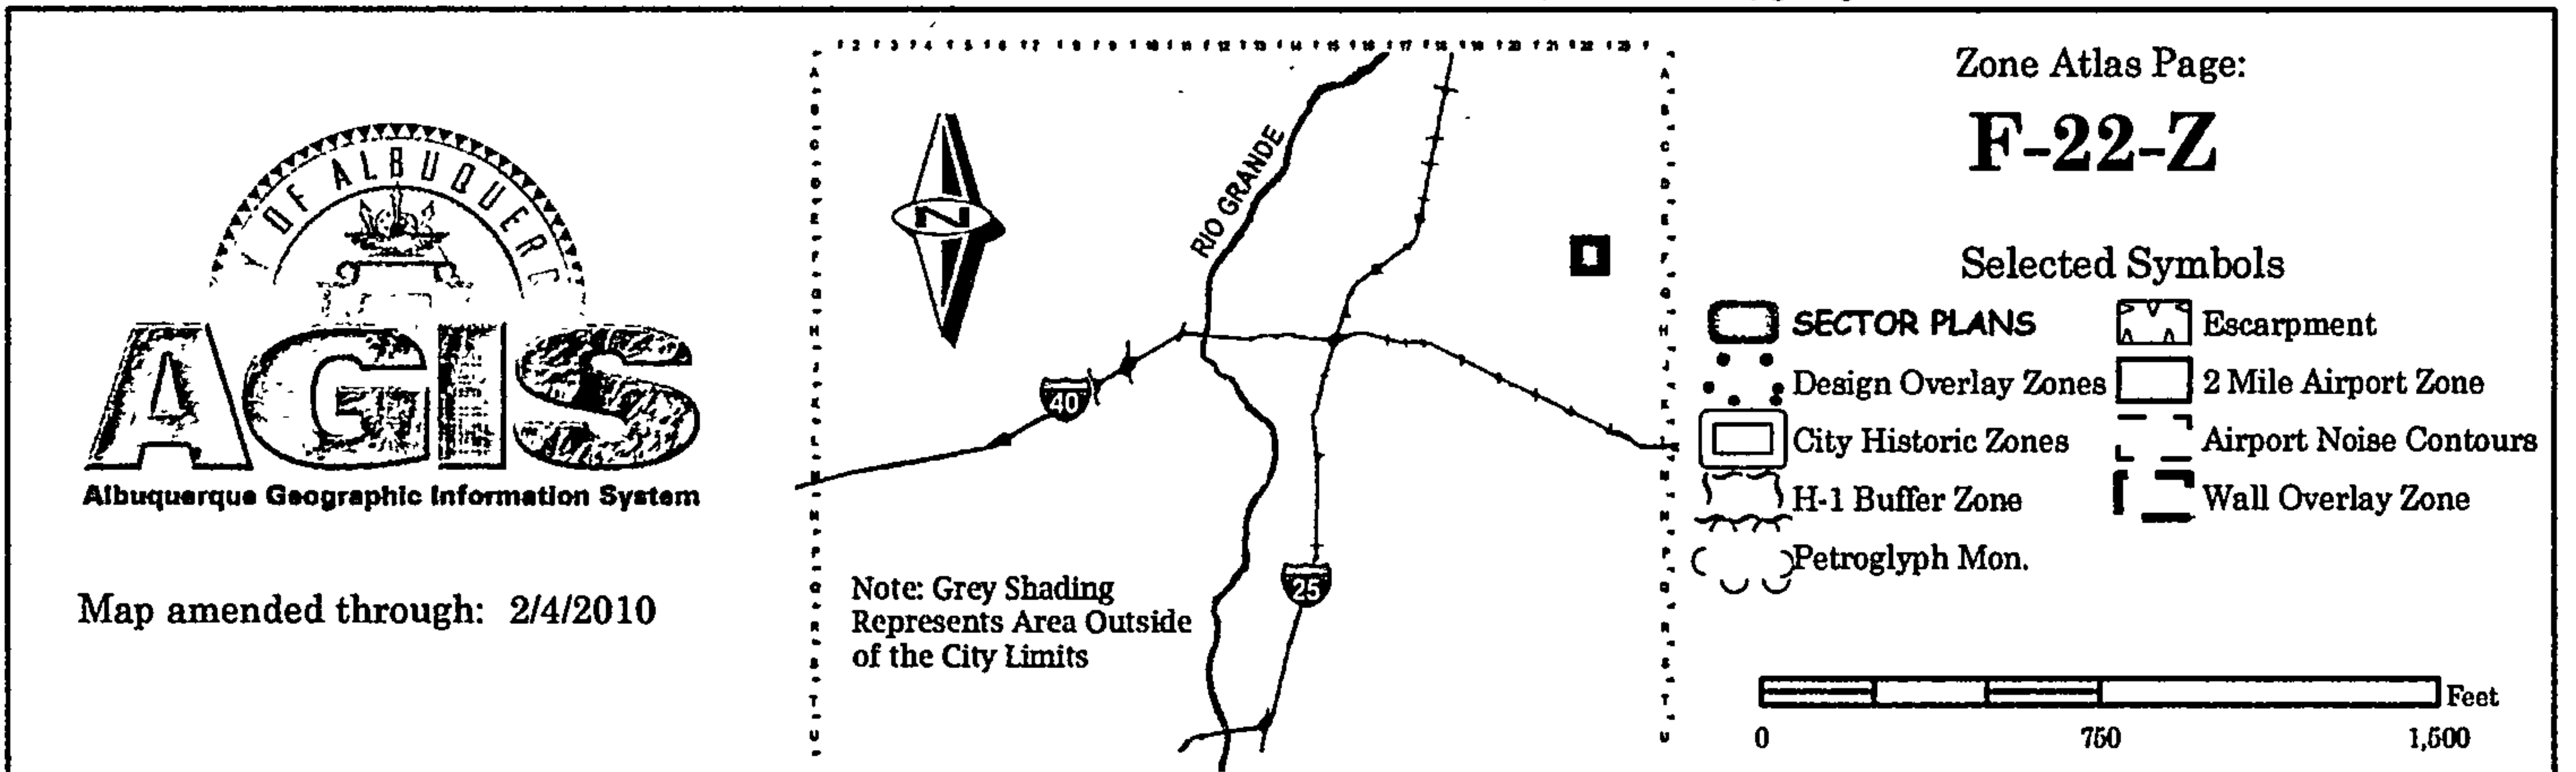 Y OF ALBUQUERQ
AGIS
Albuquerque Geographic Information System
Map amended through: 2/4/2010
RIO GRANDE
N
40
25
Note: Grey Shading
Represents Area Outside
of the City Limits
Zone Atlas Page:
F-22-Z
Selected Symbols
SECTOR PLANS
Design Overlay Zones
City Historic Zones
H-1 Buffer Zone
Petroglyph Mon.
Escarpment
2 Mile Airport Zone
Airport Noise Contours
Wall Overlay Zone
Feet
0 750 1,500